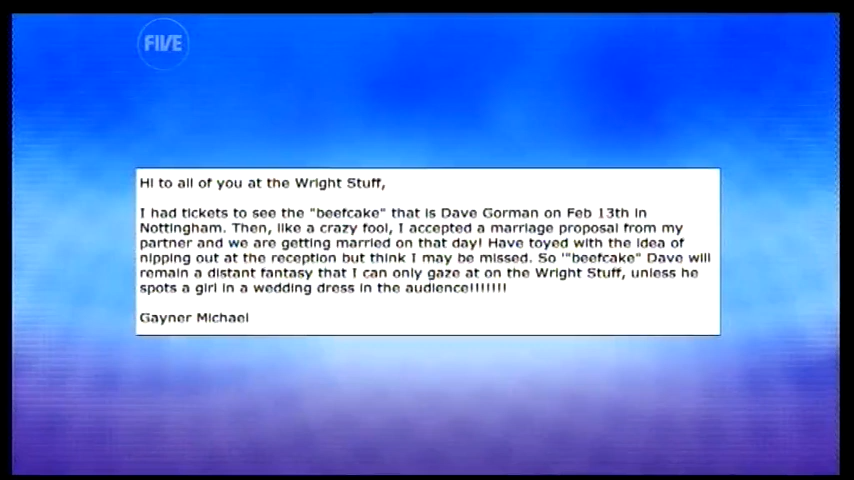 FIVE
Hi to all of you at the Wright Stuff,
I had tickets to see the "beefcake" that is Dave Gorman on Feb 13th in
Nottingham. Then, like a crazy fool, I accepted a marriage proposal from my
partner and we are getting married on that day! Have toyed with the idea of
nipping out at the reception but think I may be missed. So '"beefcake" Dave will
remain a distant fantasy that I can only gaze at on the Wright Stuff, unless he
spots a girl in a wedding dress in the audience!!!!!!!
Gayner Michael